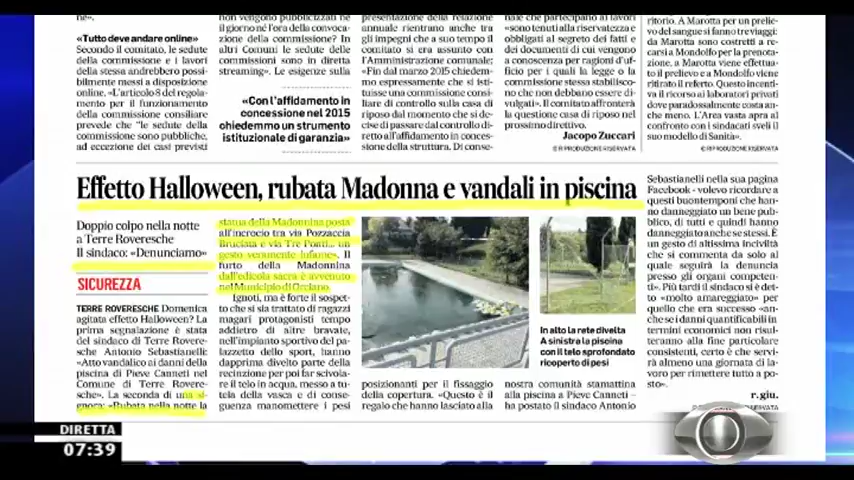 ne».
«Tutto deve andare online»
Secondo il comitato, le sedute
della commissione e i lavori
della stessa andrebbero possi-
bilmente messi a disposizione
online. «L'articolo 8 del regola-
mento per il funzionamento
della commissione consiliare
prevede che "le sedute della
commissione sono pubbliche,
ad eccezione dei casi previsti
non vengono pubblicizzati né
il giorno né l'ora della convoca-
zione della commissione? In
altri Comuni le sedute delle
commissioni sono in diretta
streaming». Le esigenze sulla
«Con l'affidamento in
concessione nel 2015
chiedemmo un strumento
istituzionale di garanzia»
presentazione della relazione
annuale rientrano anche tra
gli impegni che a suo tempo il
comitato si era assunto con
l'Amministrazione comunale:
«Fin dal marzo 2015 chiedem-
mo espressamente che si isti-
tuisse una commissione consi-
liare di controllo sulla casa di
riposo dal momento che si de-
cise di passare dal controllo di-
retto all'affidamento in conces-
sione della struttura. Di conse-
nale che partecipano ai lavori
«sono tenuti alla riservatezza e
obbligati al segreto dei fatti e
dei documenti di cui vengono
a conoscenza per ragioni d'uf-
ficio per i quali la legge o la
commissione stessa stabilisco-
no che non debbano essere di-
vulgati». Il comitato affronterà
la questione casa di riposo nel
prossimo direttivo.
Jacopo Zuccari
© RIPRODUZIONE RISERVATA
ritorio. A Marotta per un prelie-
vo del sangue si fanno tre viaggi:
da Marotta sono costretti a re-
carsi a Mondolfo per la prenota-
zione, a Marotta viene effettua-
to il prelievo e a Mondolfo viene
ritirato il referto. Questo incenti-
va il ricorso ai laboratori privati
dove paradossalmente costa an-
che meno. L'Area vasta apra al
confronto con i sindacati sveli il
suo modello di Sanità».
© RIPRODUZIONE RISERVATA
Effetto Halloween, rubata Madonna e vandali in piscina
Doppio colpo nella notte
a Terre Roveresche
Il sindaco: «Denunciamo»
SICUREZZA
TERRE ROVERESCHE Domenica
agitata effetto Halloween? La
prima segnalazione è stata
del sindaco di Terre Rovere-
sche Antonio Sebastianelli:
«Atto vandalico ai danni della
piscina di Pieve Canneti nel
Comune di Terre Rovere-
sche». La seconda di una si-
gnora: «Rubata nella notte la
statua della Madonnina posta
all'incrocio tra via Pozzaccia
Bruciata e via Tre Ponti... un
gesto veramente infame». Il
furto della Madonnina
dall'edicola sacra è avvenuto
nel Municipio di Orciano.
Ignoti, ma è forte il sospet-
to che si sia trattato di ragazzi
magari protagonisti tempo
addietro di altre bravate,
nell'impianto sportivo del pa-
lazzetto dello sport, hanno
dapprima divelto parte della
recinzione per poi far scivola-
re il telo in acqua, messo a tu-
tela della vasca e di conse-
guenza manomettere i pesi
In alto la rete divelta
A sinistra la piscina
con il telo sprofondato
ricoperto di pesi
posizionanti per il fissaggio
della copertura. «Questo è il
regalo che hanno lasciato alla
nostra comunità stamattina
alla piscina a Pieve Canneti –
ha postato il sindaco Antonio
Sebastianelli nella sua pagina
Facebook - volevo ricordare a
questi buontemponi che han-
no danneggiato un bene pub-
blico, di tutti e quindi hanno
danneggiato anche se stessi. È
un gesto di altissima inciviltà
che si commenta da solo al
quale seguirà la denuncia
presso gli organi competen-
ti». Più tardi il sindaco si è det-
to «molto amareggiato» per
quello che era successo «an-
che se i danni quantificabili in
termini economici non risul-
teranno alla fine particolare
consistenti, certo è che servi-
rà almeno una giornata di la-
voro per rimettere tutto a po-
sto».
r. giu.
RISERVATA
DIRETTA
07:39